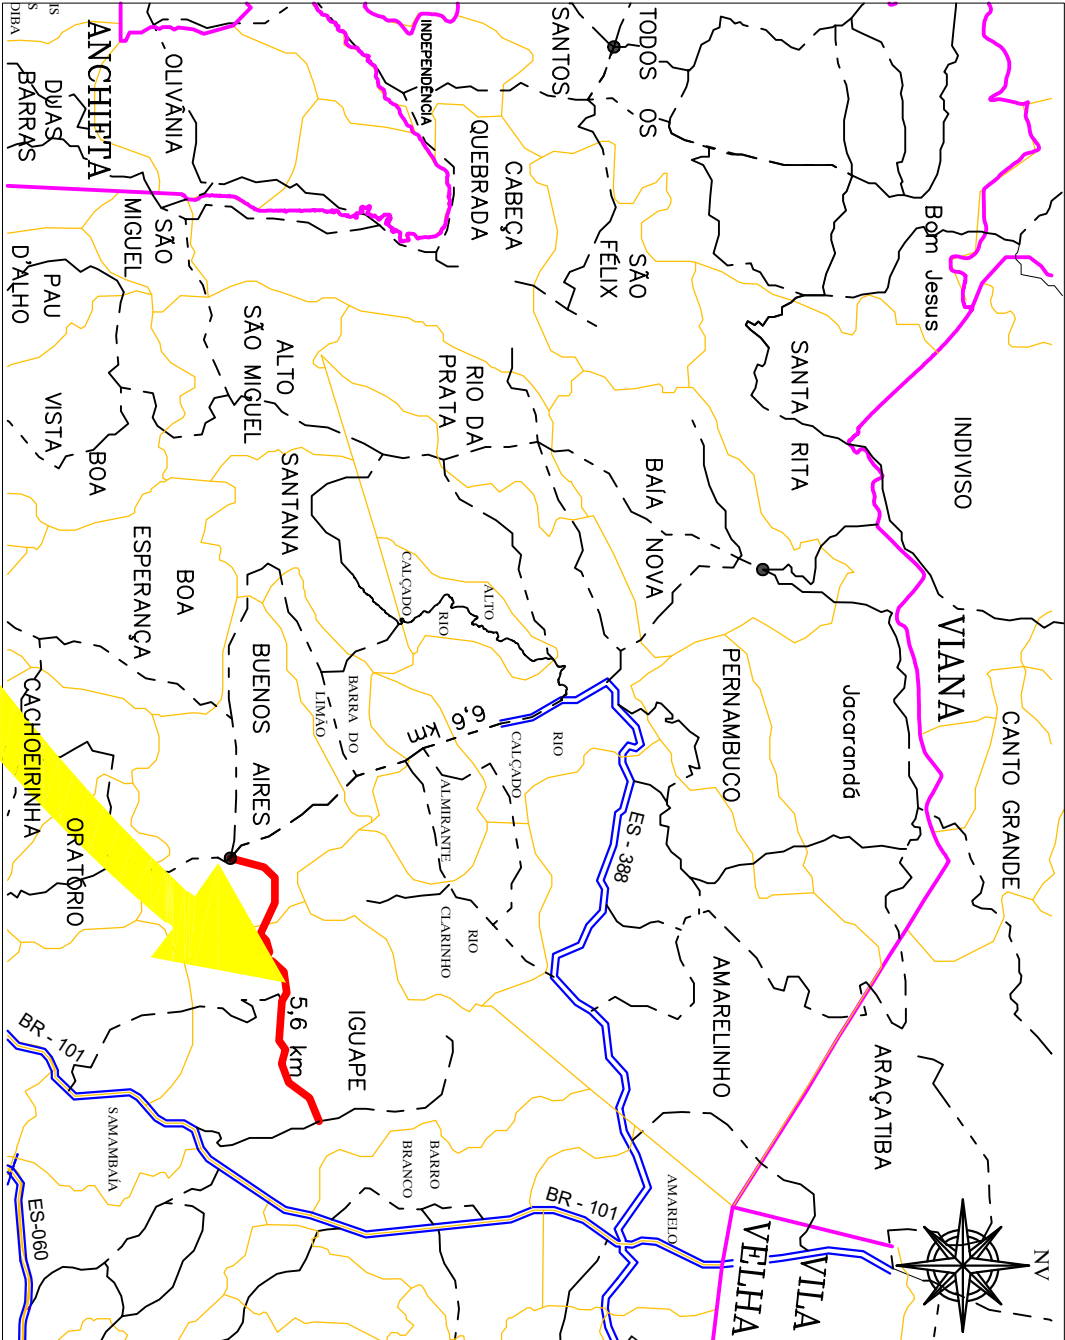 NV
VILA
VELHA
AMARELO
BR - 101
BARRO
BRANCO
SAMAMBAÍA
ES-060
BR - 101
ARAÇATIBA
AMARELINHO
IGUAPE
5,6 km
CANTO GRANDE
VIANA
Jacarandá
PERNAMBUCO
ES - 388
RIO
CALÇADO
6,6 km
ALMIRANTE
RIO
CLARINHO
BARRA DO
LIMÃO
BUENOS AIRES
ORATÓRIO
CACHOEIRINHA
INDIVISO
SANTA RITA
BAÍA NOVA
ALTO
RIO
CALÇADO
SANTANA
BOA
ESPERANÇA
Bom Jesus
SÃO
FÉLIX
RIO DA
PRATA
ALTO
SÃO MIGUEL
BOA
VISTA
PAU
D'ALHO
SÃO
MIGUEL
TODOS OS
SANTOS
CABEÇA
QUEBRADA
INDEPENDÊNCIA
OLIVÂNIA
ANCHIETA
DUAS
BARRAS
IS
S
DIBA